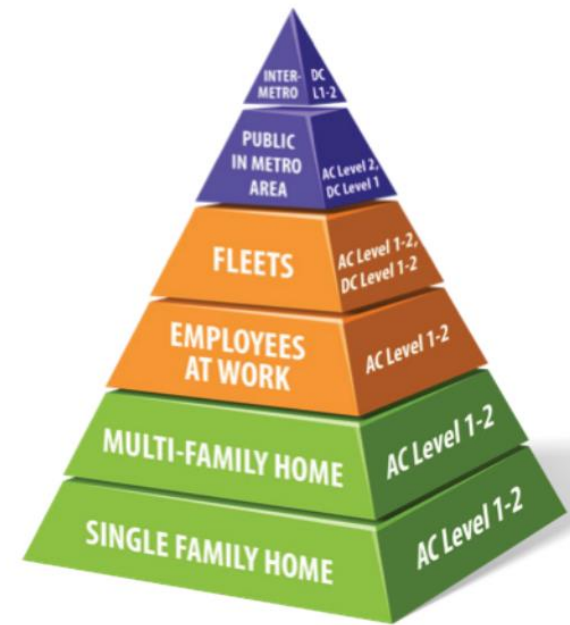 INTER-
METRO
DC
L1-2
PUBLIC
IN METRO
AREA
AC Level 2,
DC Level 1
FLEETS
AC Level 1-2,
DC Level 1-2
EMPLOYEES
AT WORK
AC Level 1-2
MULTI-FAMILY HOME
AC Level 1-2
SINGLE FAMILY HOME
AC Level 1-2